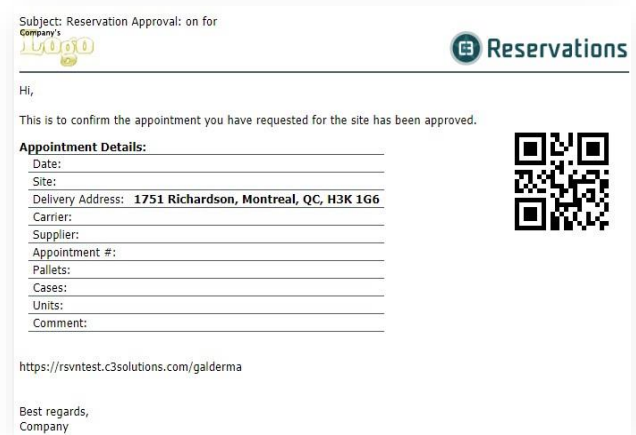 Subject: Reservation Approval: on for
Company's
Logo
C3 Reservations
Hi,
This is to confirm the appointment you have requested for the site has been approved.
Appointment Details:
Date:
Site:
Delivery Address: 1751 Richardson, Montreal, QC, H3K 1G6
Carrier:
Supplier:
Appointment #:
Pallets:
Cases:
Units:
Comment:
https://rsvntest.c3solutions.com/galderma
Best regards,
Company